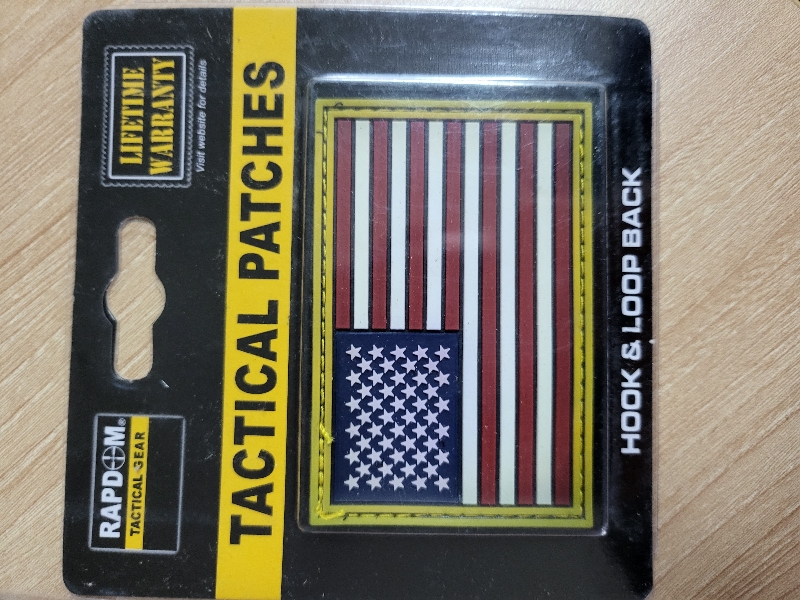 RAPDOM®
TACTICAL GEAR
LIFETIME
WARRANTY
Visit website for details
TACTICAL PATCHES
HOOK & LOOP BACK